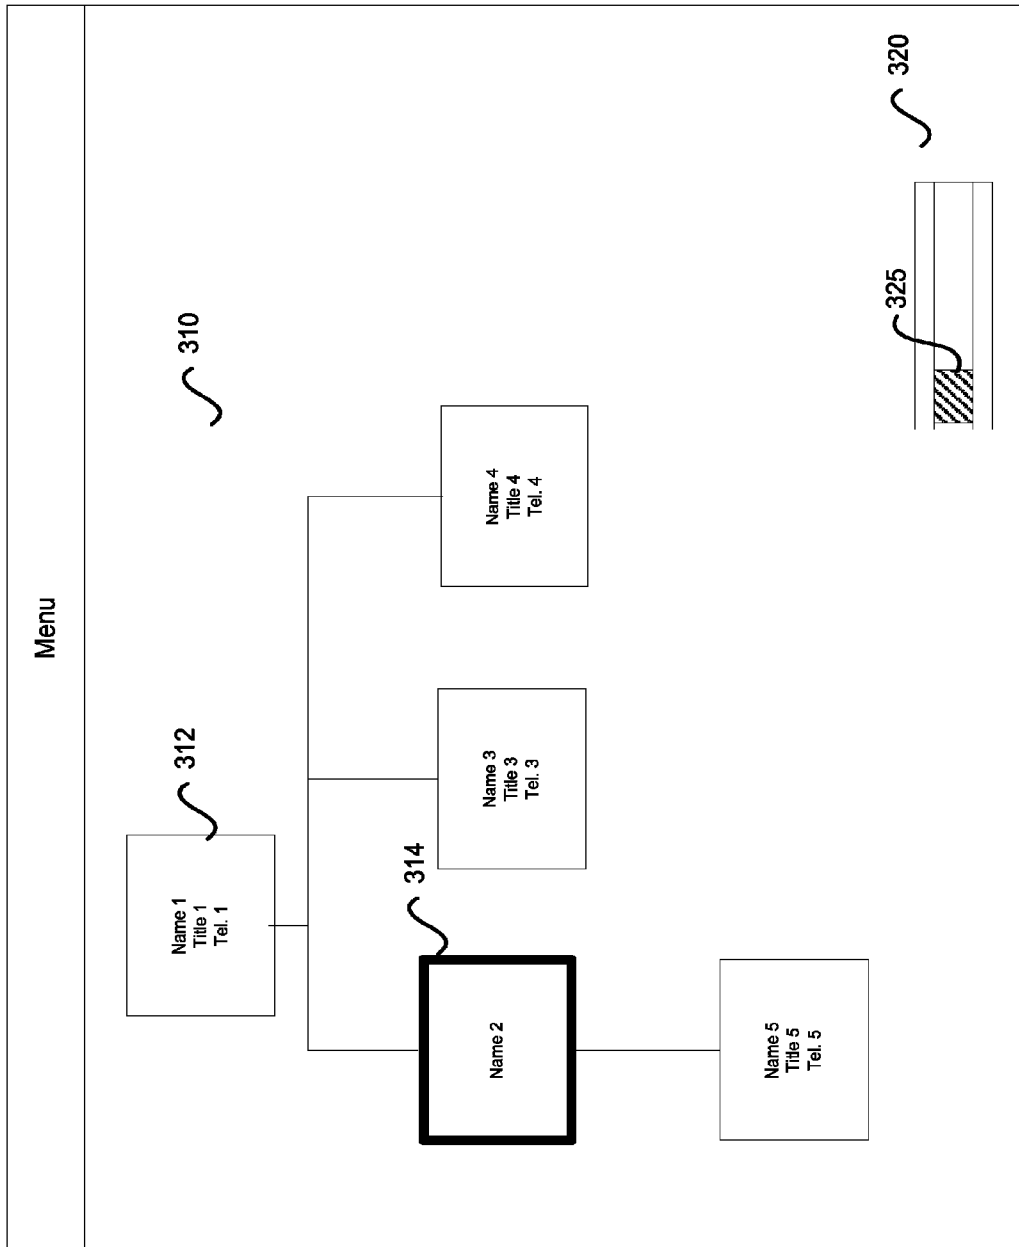 Menu
310
312
Name 1
Title 1
Tel. 1
314
Name 2
Name 3
Title 3
Tel. 3
Name 4
Title 4
Tel. 4
Name 5
Title 5
Tel. 5
320
325